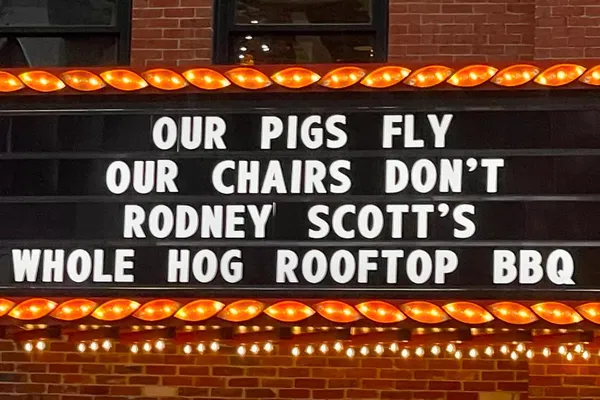 OUR PIGS FLY
OUR CHAIRS DON'T
RODNEY SCOTT'S
WHOLE HOG ROOFTOP BBQ